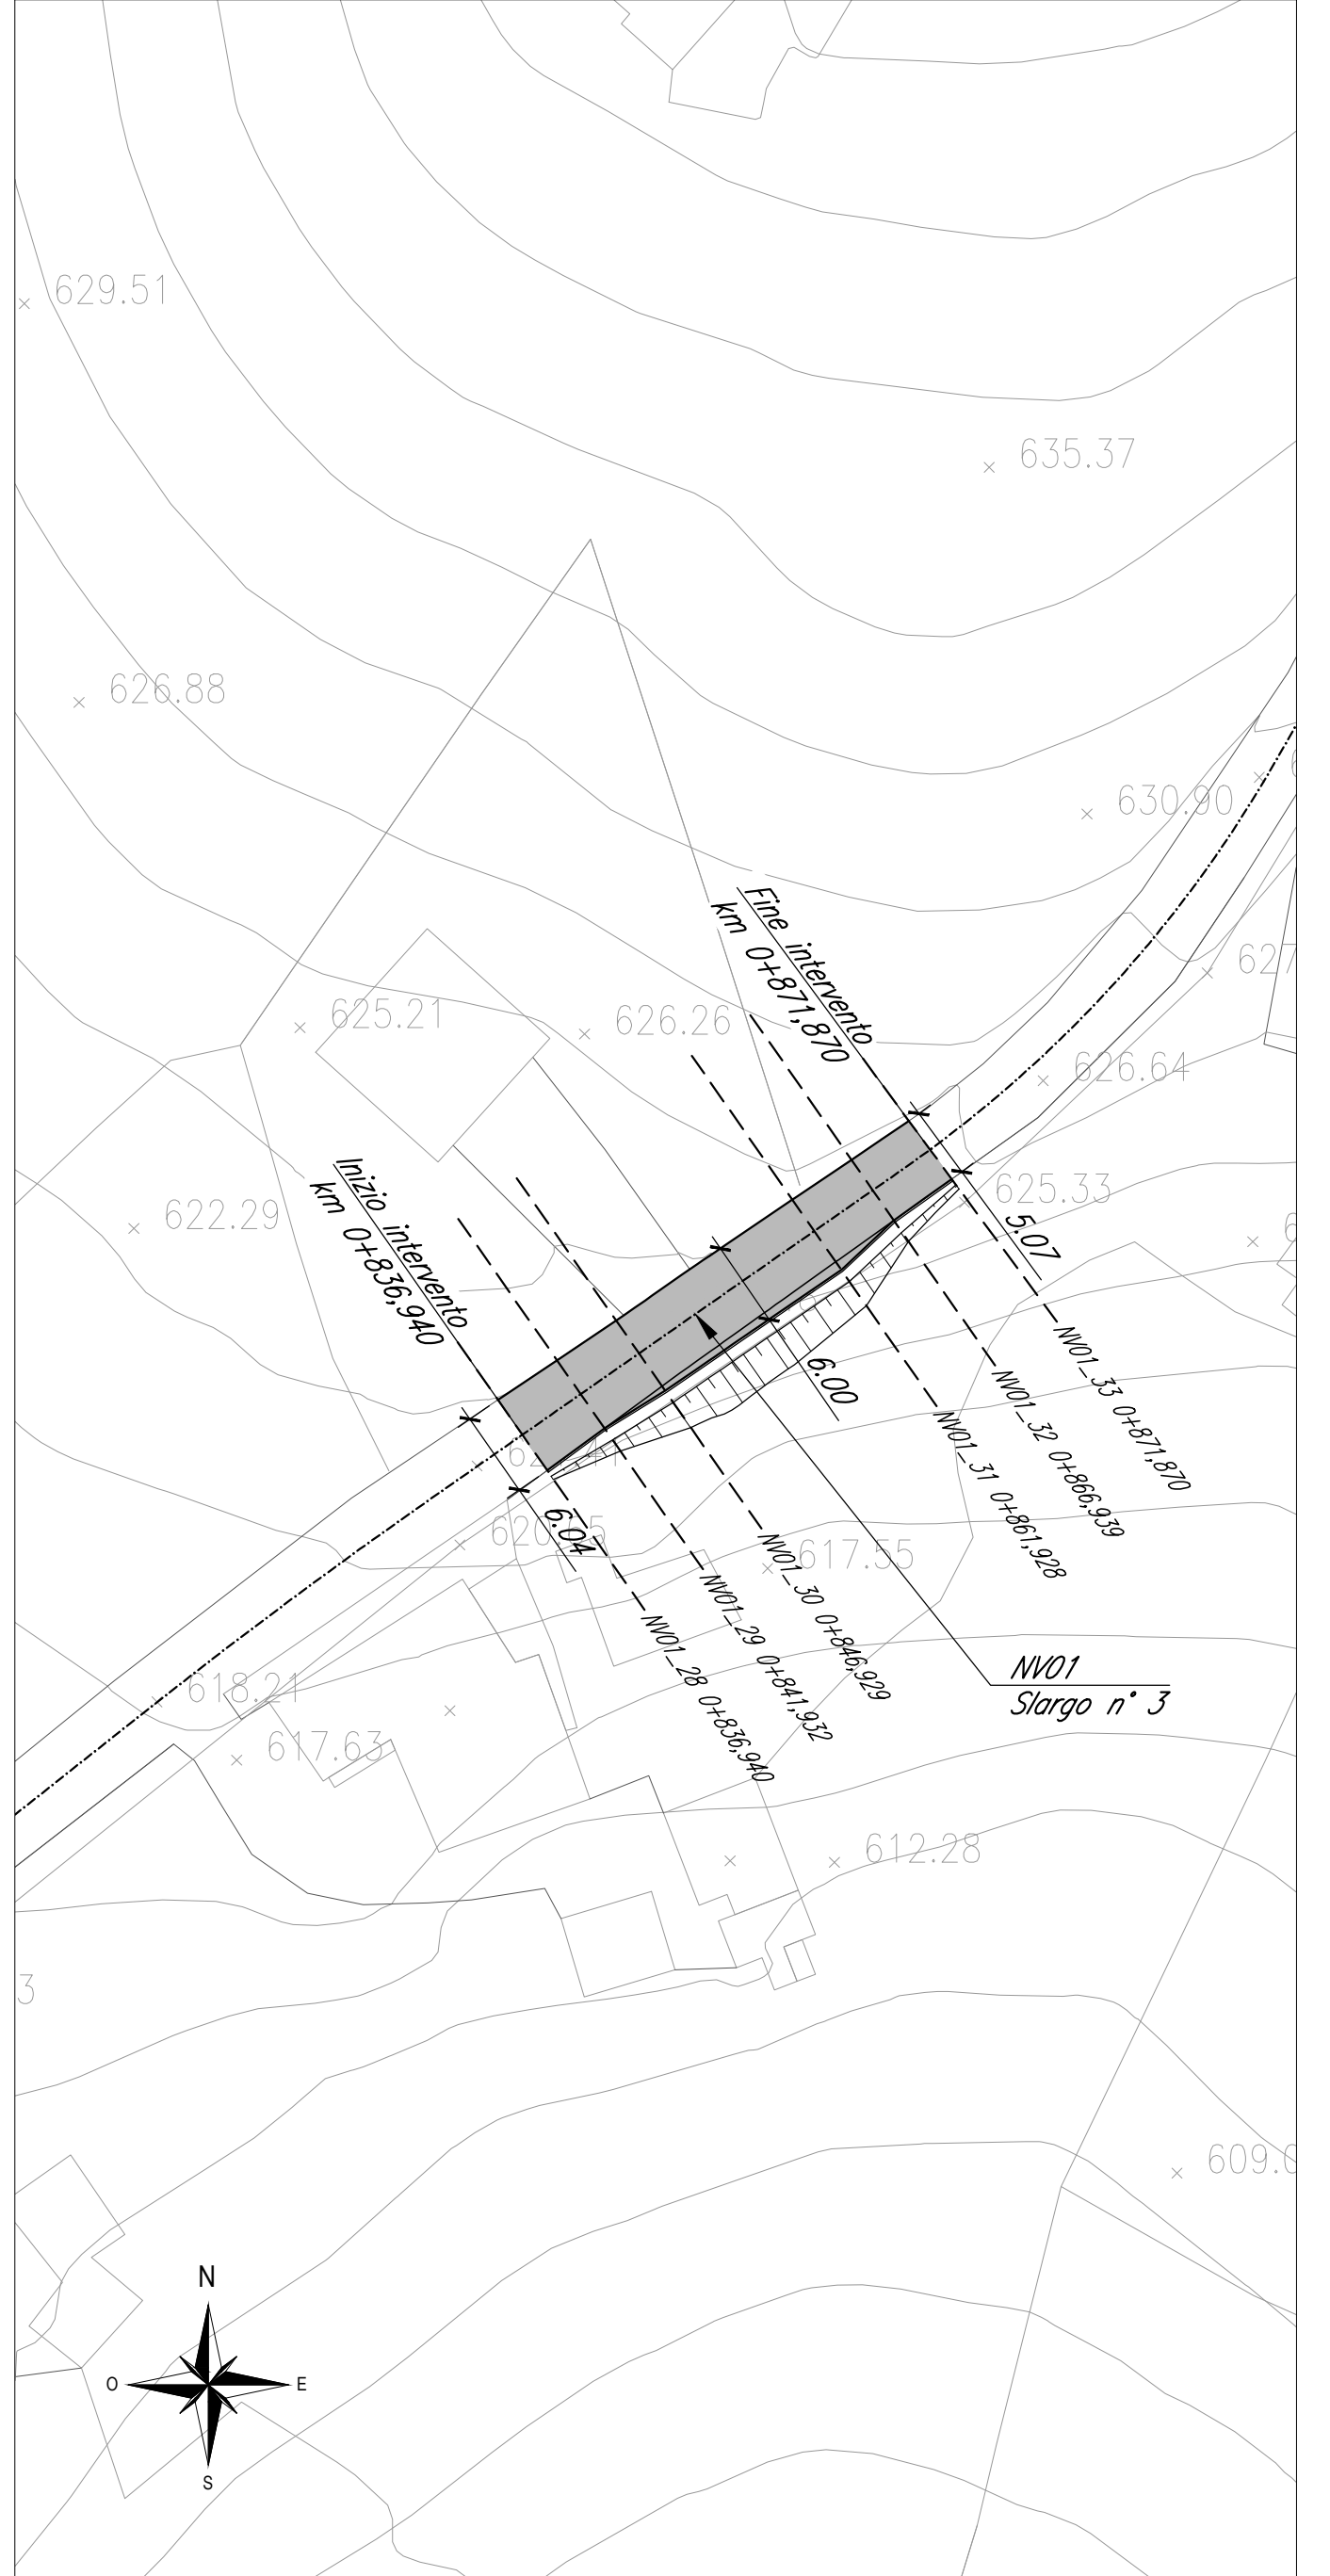 629.51
635.37
626.88
630.90
Fine intervento
km 0+871,870
627
625.21
626.26
626.64
Inizio intervento
km 0+836,940
622.29
625.33
5.07
6.00
6.04
617.55
NV01_33 0+871,870
NV01_32 0+866,939
NV01_31 0+861,928
NV01_30 0+846,929
NV01_29 0+841,932
NV01_28 0+836,940
NV01
Slargo n° 3
618.21
617.63
612.28
3
609.0
N
O
E
S